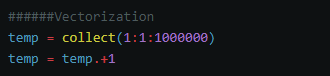 ######Vectorization
temp = collect(1:1:1000000)
temp = temp.+1